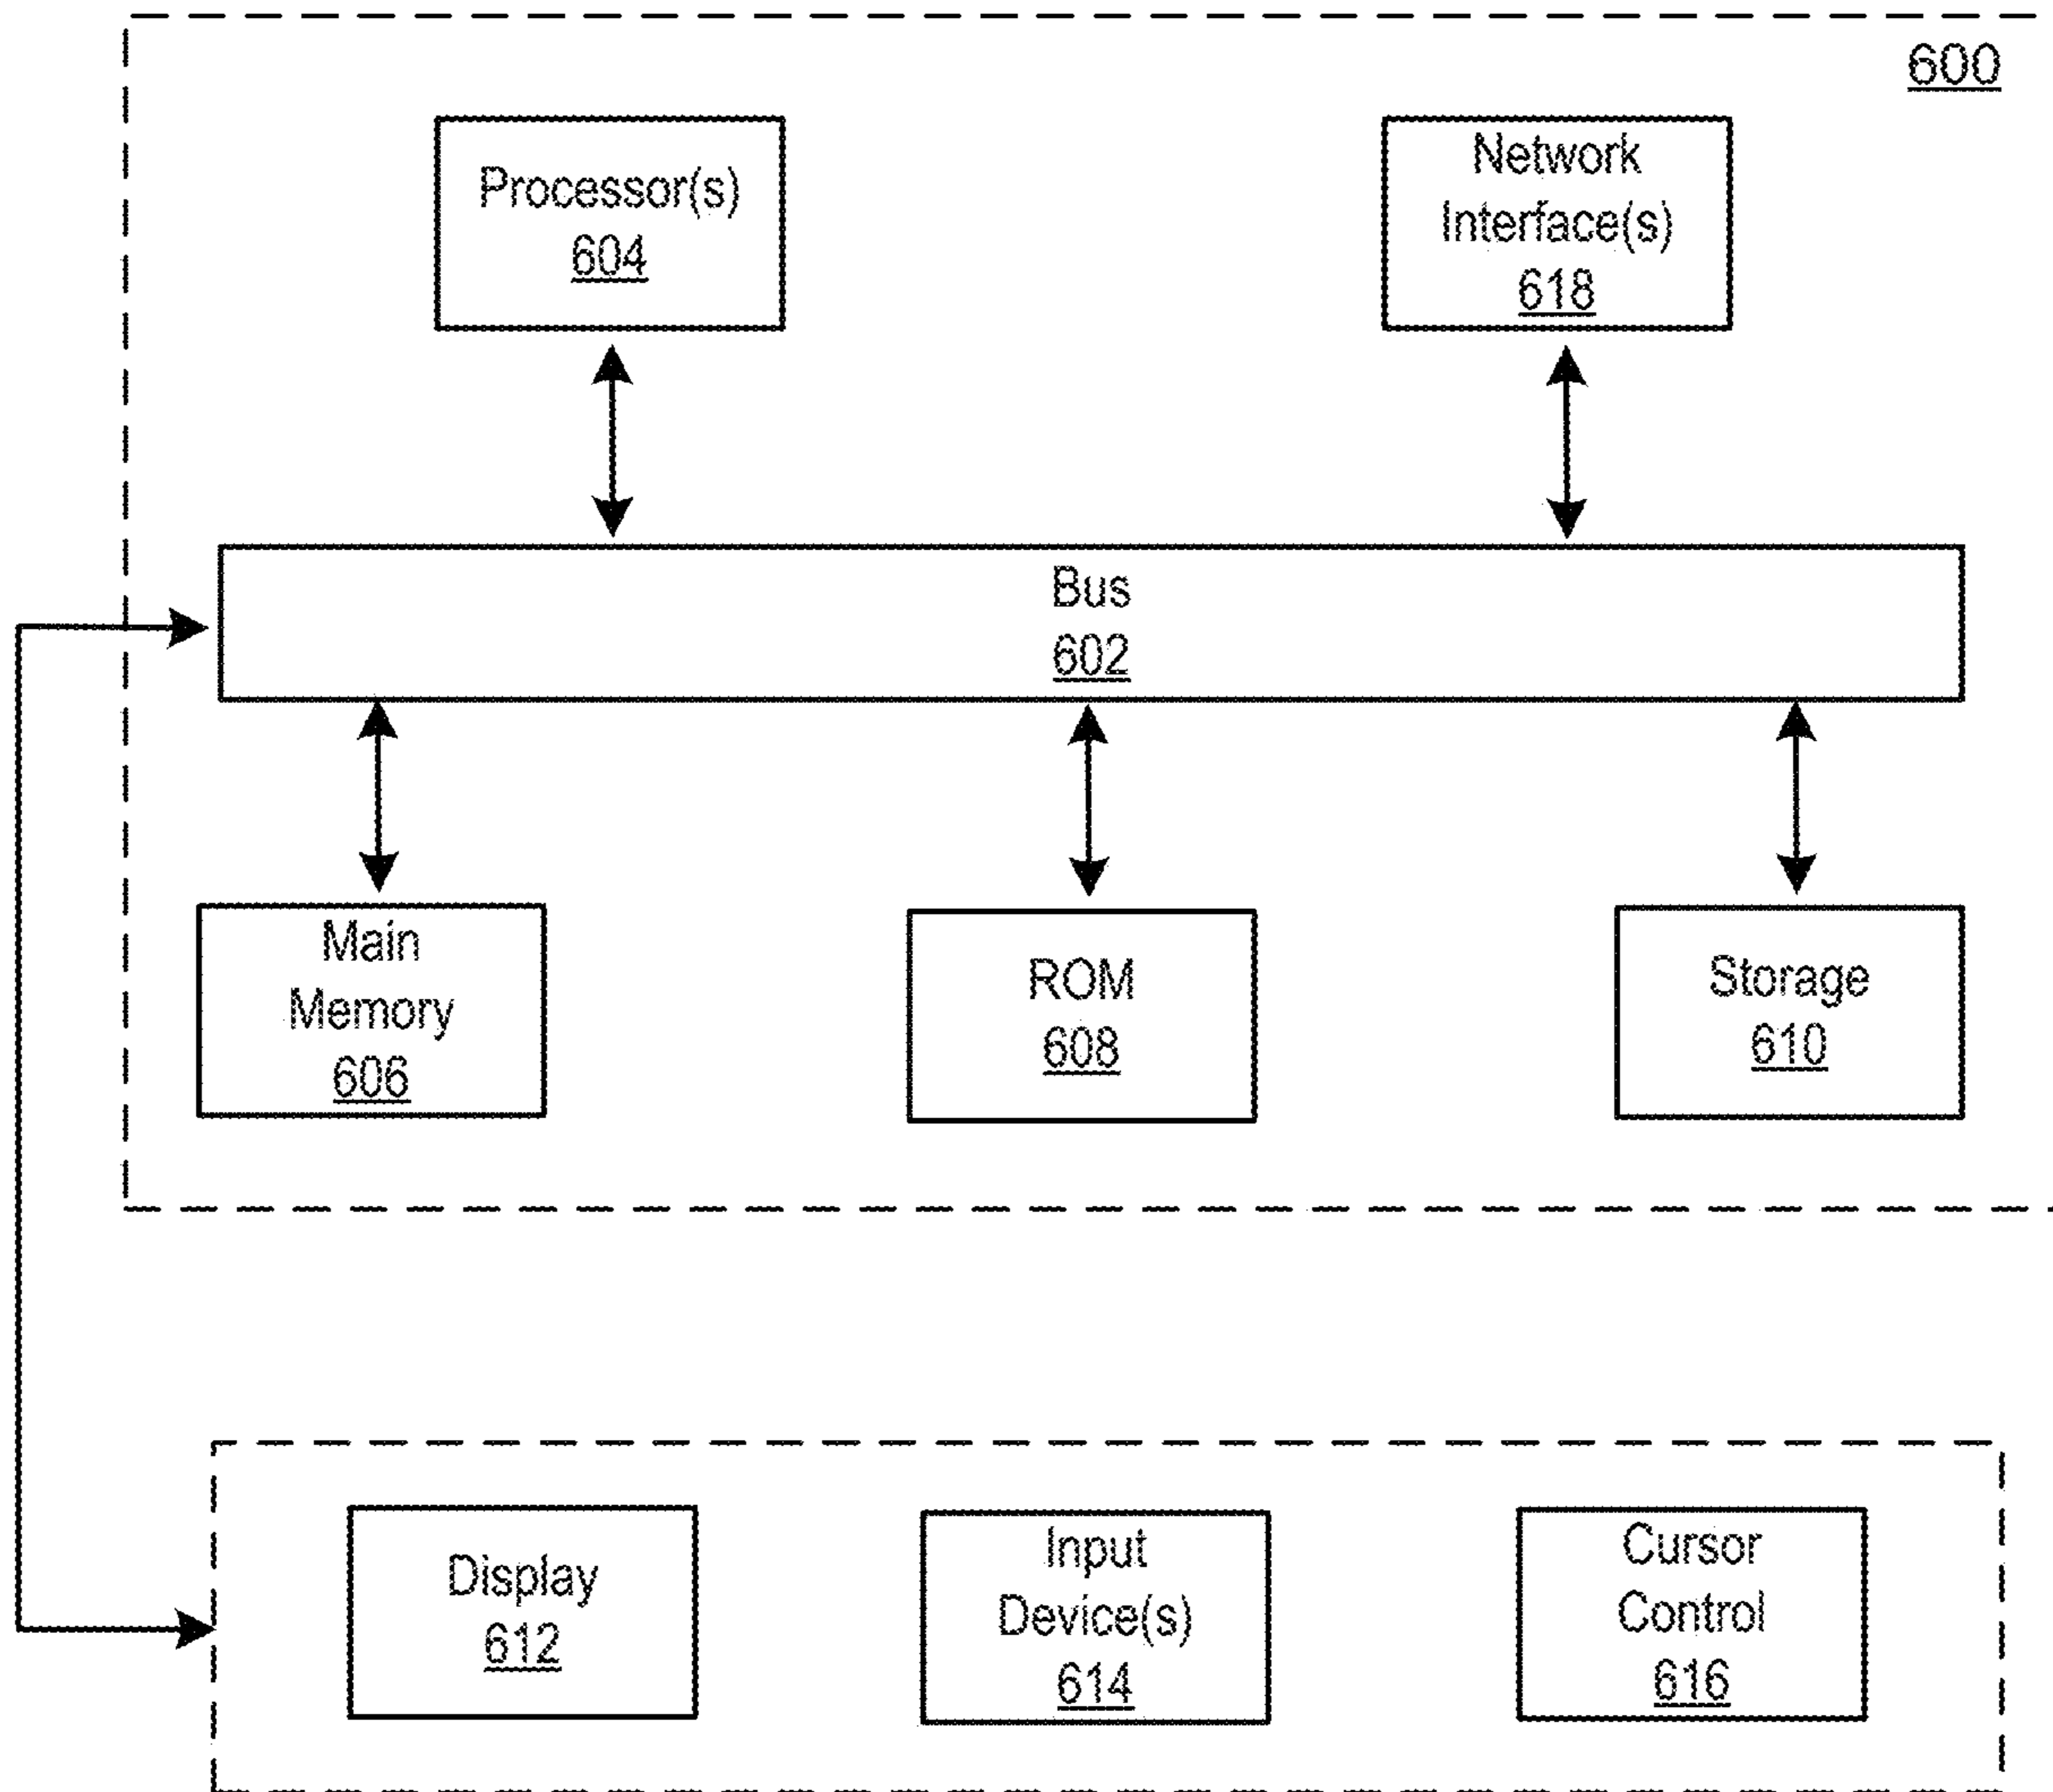 600
Processor(s)
604
Network
Interface(s)
618
Bus
602
Main
Memory
606
ROM
608
Storage
610
Display
612
Input
Device(s)
614
Cursor
Control
616